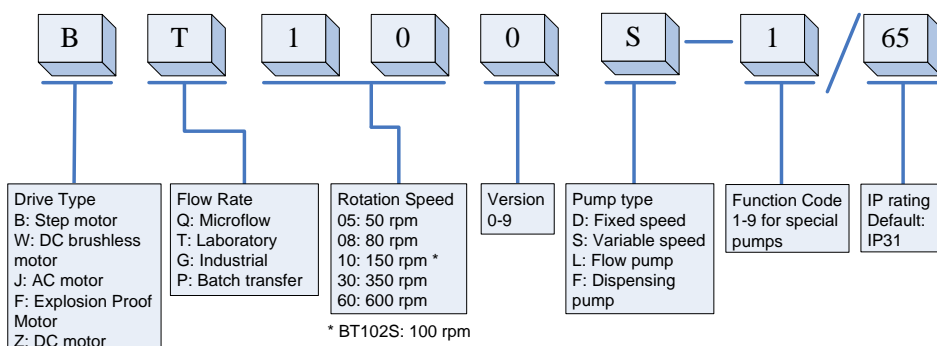 B T 1 0 0 S 1 / 65
Drive Type
B: Step motor
W: DC brushless
motor
J: AC motor
F: Explosion Proof
Motor
Z: DC motor
Flow Rate
Q: Microflow
T: Laboratory
G: Industrial
P: Batch transfer
Rotation Speed
05: 50 rpm
08: 80 rpm
10: 150 rpm *
30: 350 rpm
60: 600 rpm
* BT102S: 100 rpm
Version
0-9
Pump type
D: Fixed speed
S: Variable speed
L: Flow pump
F: Dispensing
pump
Function Code
1-9 for special
pumps
IP rating
Default:
IP31